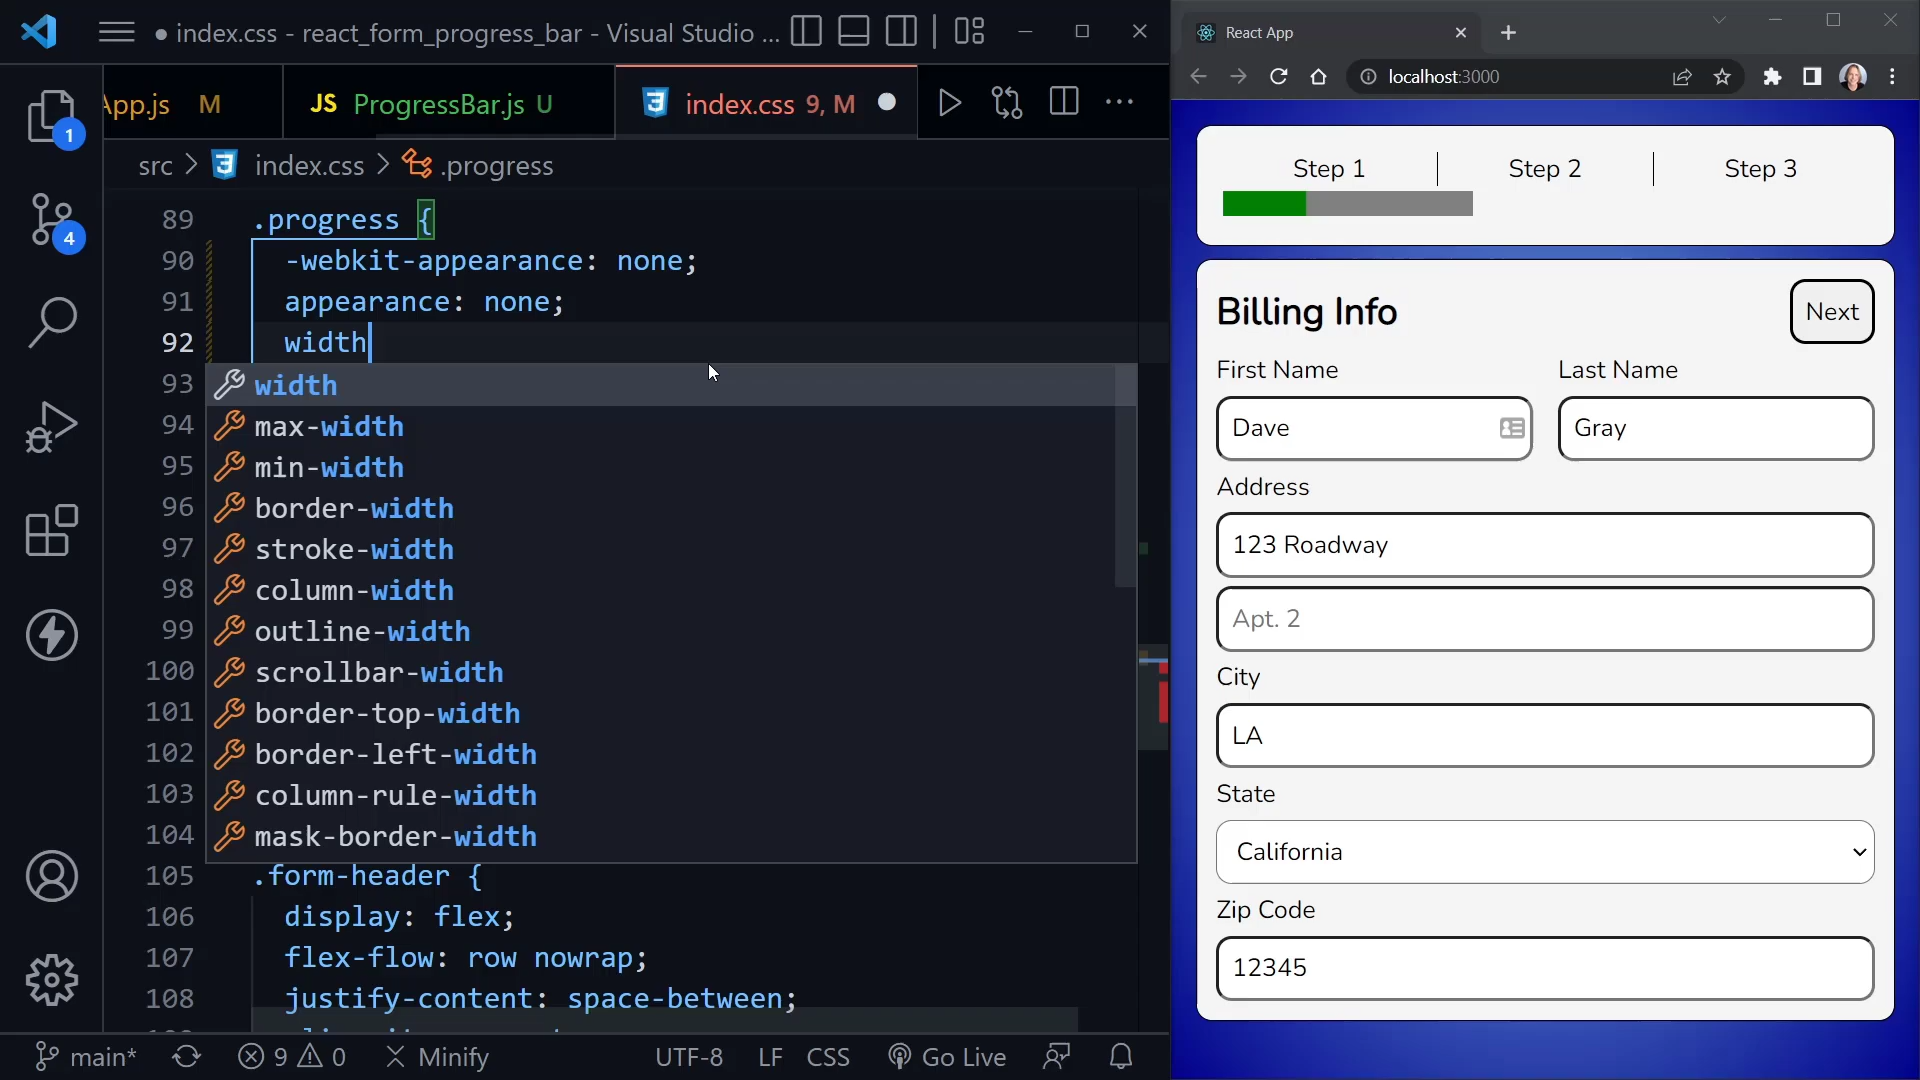 ● index.css - react_form_progress_bar - Visual Studio ...
App.js M
JS ProgressBar.js U
index.css 9, M
src > index.css > .progress
1
4
89 .progress {
90 -webkit-appearance: none;
91 appearance: none;
92 width
93 width
94 max-width
95 min-width
96 border-width
97 stroke-width
98 column-width
99 outline-width
100 scrollbar-width
101 border-top-width
102 border-left-width
103 column-rule-width
104 mask-border-width
105 .form-header {
106 display: flex;
107 flex-flow: row nowrap;
108 justify-content: space-between;
main* 9 0 Minify UTF-8 LF CSS Go Live
React App
localhost:3000
Step 1 Step 2 Step 3
Billing Info
Next
First Name Last Name
Dave Gray
Address
123 Roadway
Apt. 2
City
LA
State
California
Zip Code
12345